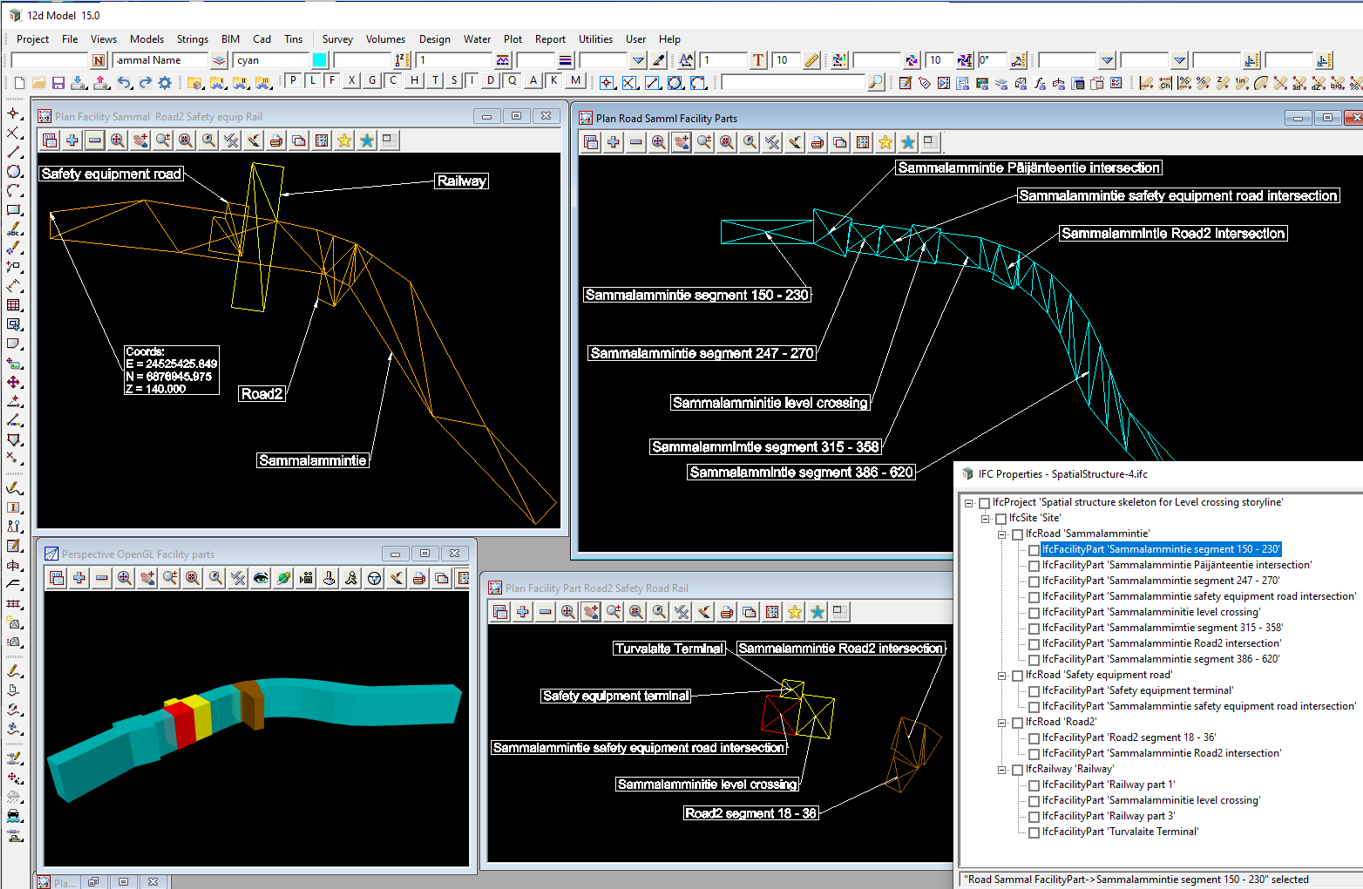 12d Model 15.0
Project File Views Models Strings BIM Cad Tins Survey Volumes Design Water Plot Report Utilities User Help
N ammal Name cyan 1 1 T 10 10 0°
P L F X G C H T S I D Q A K M
Plan Facility Sammal Road2 Safety equip Rail
Safety equipment road
Railway
Coords:
E = 24525425.849
N = 6876945.975
Z = 140.000
Road2
Sammalammintie
Plan Road Samml Facility Parts
Sammalammintie Päijänteentie intersection
Sammalammintie safety equipment road intersection
Sammalammintie Road2 intersection
Sammalammintie segment 150 - 230
Sammalammintie segment 247 - 270
Sammalamminitie level crossing
Sammalammimtie segment 315 - 358
Sammalammintie segment 386 - 620
Perspective OpenGL Facility parts
Plan Facility Part Road2 Safety Road Rail
Turvalaite Terminal
Sammalammintie Road2 intersection
Safety equipment terminal
Sammalammintie safety equipment road intersection
Sammalamminitie level crossing
Road2 segment 18 - 36
IFC Properties - SpatialStructure-4.ifc
IfcProject 'Spatial structure skeleton for Level crossing storyline'
IfcSite 'Site'
IfcRoad 'Sammalammintie'
IfcFacilityPart 'Sammalammintie segment 150 - 230'
IfcFacilityPart 'Sammalammintie Päijänteentie intersection'
IfcFacilityPart 'Sammalammintie segment 247 - 270'
IfcFacilityPart 'Sammalammintie safety equipment road intersection'
IfcFacilityPart 'Sammalamminitie level crossing'
IfcFacilityPart 'Sammalammimtie segment 315 - 358'
IfcFacilityPart 'Sammalammintie Road2 intersection'
IfcFacilityPart 'Sammalammintie segment 386 - 620'
IfcRoad 'Safety equipment road'
IfcFacilityPart 'Safety equipment terminal'
IfcFacilityPart 'Sammalammintie safety equipment road intersection'
IfcRoad 'Road2'
IfcFacilityPart 'Road2 segment 18 - 36'
IfcFacilityPart 'Sammalammintie Road2 intersection'
IfcRailway 'Railway'
IfcFacilityPart 'Railway part 1'
IfcFacilityPart 'Sammalamminitie level crossing'
IfcFacilityPart 'Railway part 3'
IfcFacilityPart 'Turvalaite Terminal'
"Road Sammal FacilityPart->Sammalammintie segment 150 - 230" selected
Pla...